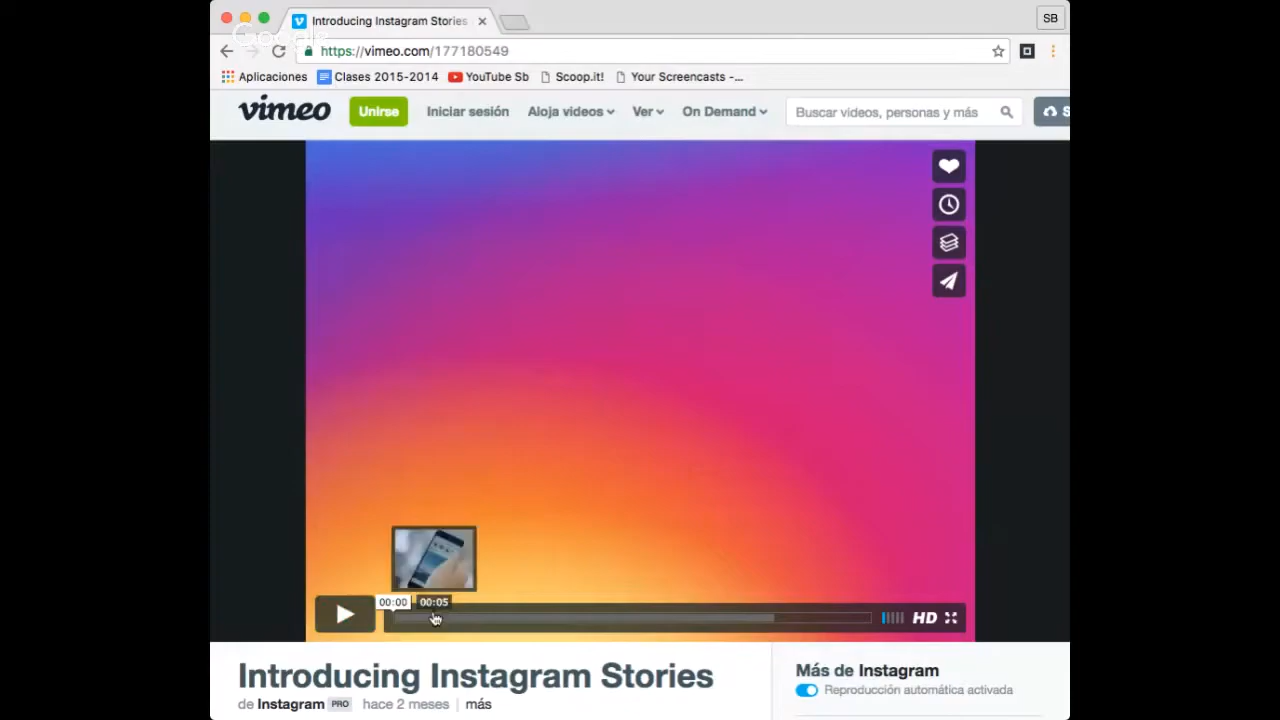 Introducing Instagram Stories
SB
Google
https://vimeo.com/177180549
Aplicaciones Clases 2015-2014 YouTube Sb Scoop.it! Your Screencasts -...
vimeo Unirse Iniciar sesión Aloja videos Ver On Demand Buscar videos, personas y más S
00:00 00:05
HD
Introducing Instagram Stories
de Instagram PRO hace 2 meses | más
Más de Instagram
Reproducción automática activada